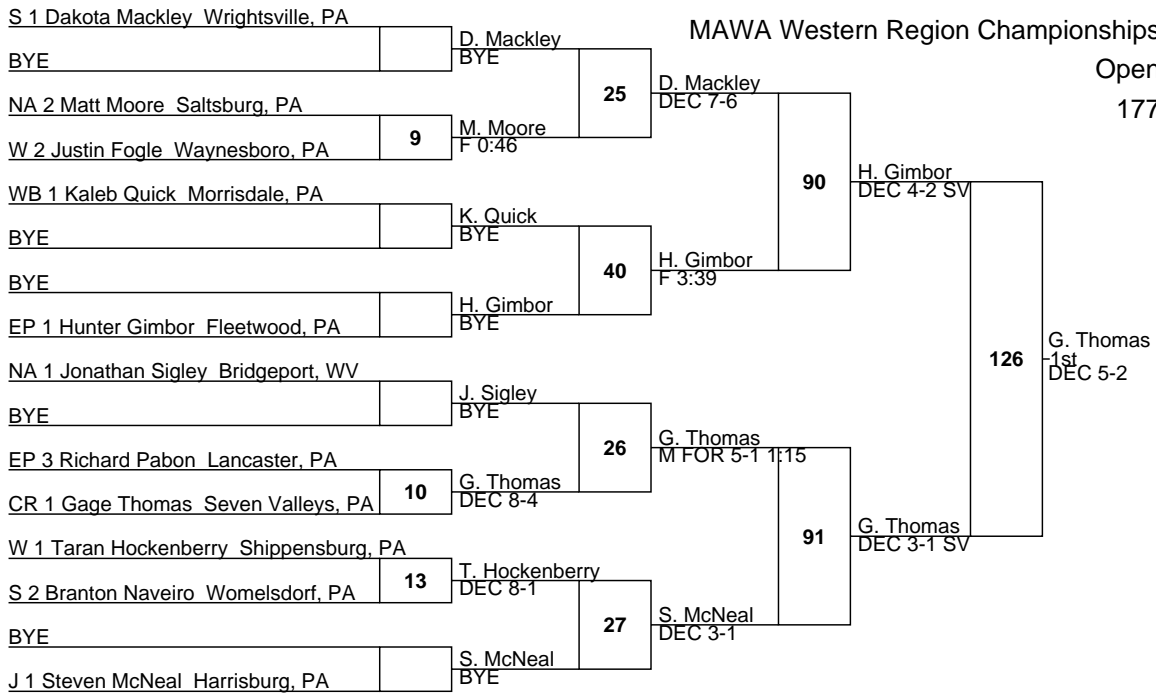 MAWA Western Region Championships
Open
177
S 1 Dakota Mackley Wrightsville, PA
BYE
NA 2 Matt Moore Saltsburg, PA
W 2 Justin Fogle Waynesboro, PA
WB 1 Kaleb Quick Morrisdale, PA
BYE
BYE
EP 1 Hunter Gimbor Fleetwood, PA
NA 1 Jonathan Sigley Bridgeport, WV
BYE
EP 3 Richard Pabon Lancaster, PA
CR 1 Gage Thomas Seven Valleys, PA
W 1 Taran Hockenberry Shippensburg, PA
S 2 Branton Naveiro Womelsdorf, PA
BYE
J 1 Steven McNeal Harrisburg, PA
9
10
13
D. Mackley
BYE
M. Moore
F 0:46
K. Quick
BYE
H. Gimbor
BYE
J. Sigley
BYE
G. Thomas
DEC 8-4
T. Hockenberry
DEC 8-1
S. McNeal
BYE
25
40
26
27
D. Mackley
DEC 7-6
H. Gimbor
F 3:39
G. Thomas
M FOR 5-1 1:15
S. McNeal
DEC 3-1
90
91
H. Gimbor
DEC 4-2 SV
G. Thomas
DEC 3-1 SV
126
G. Thomas
1st
DEC 5-2